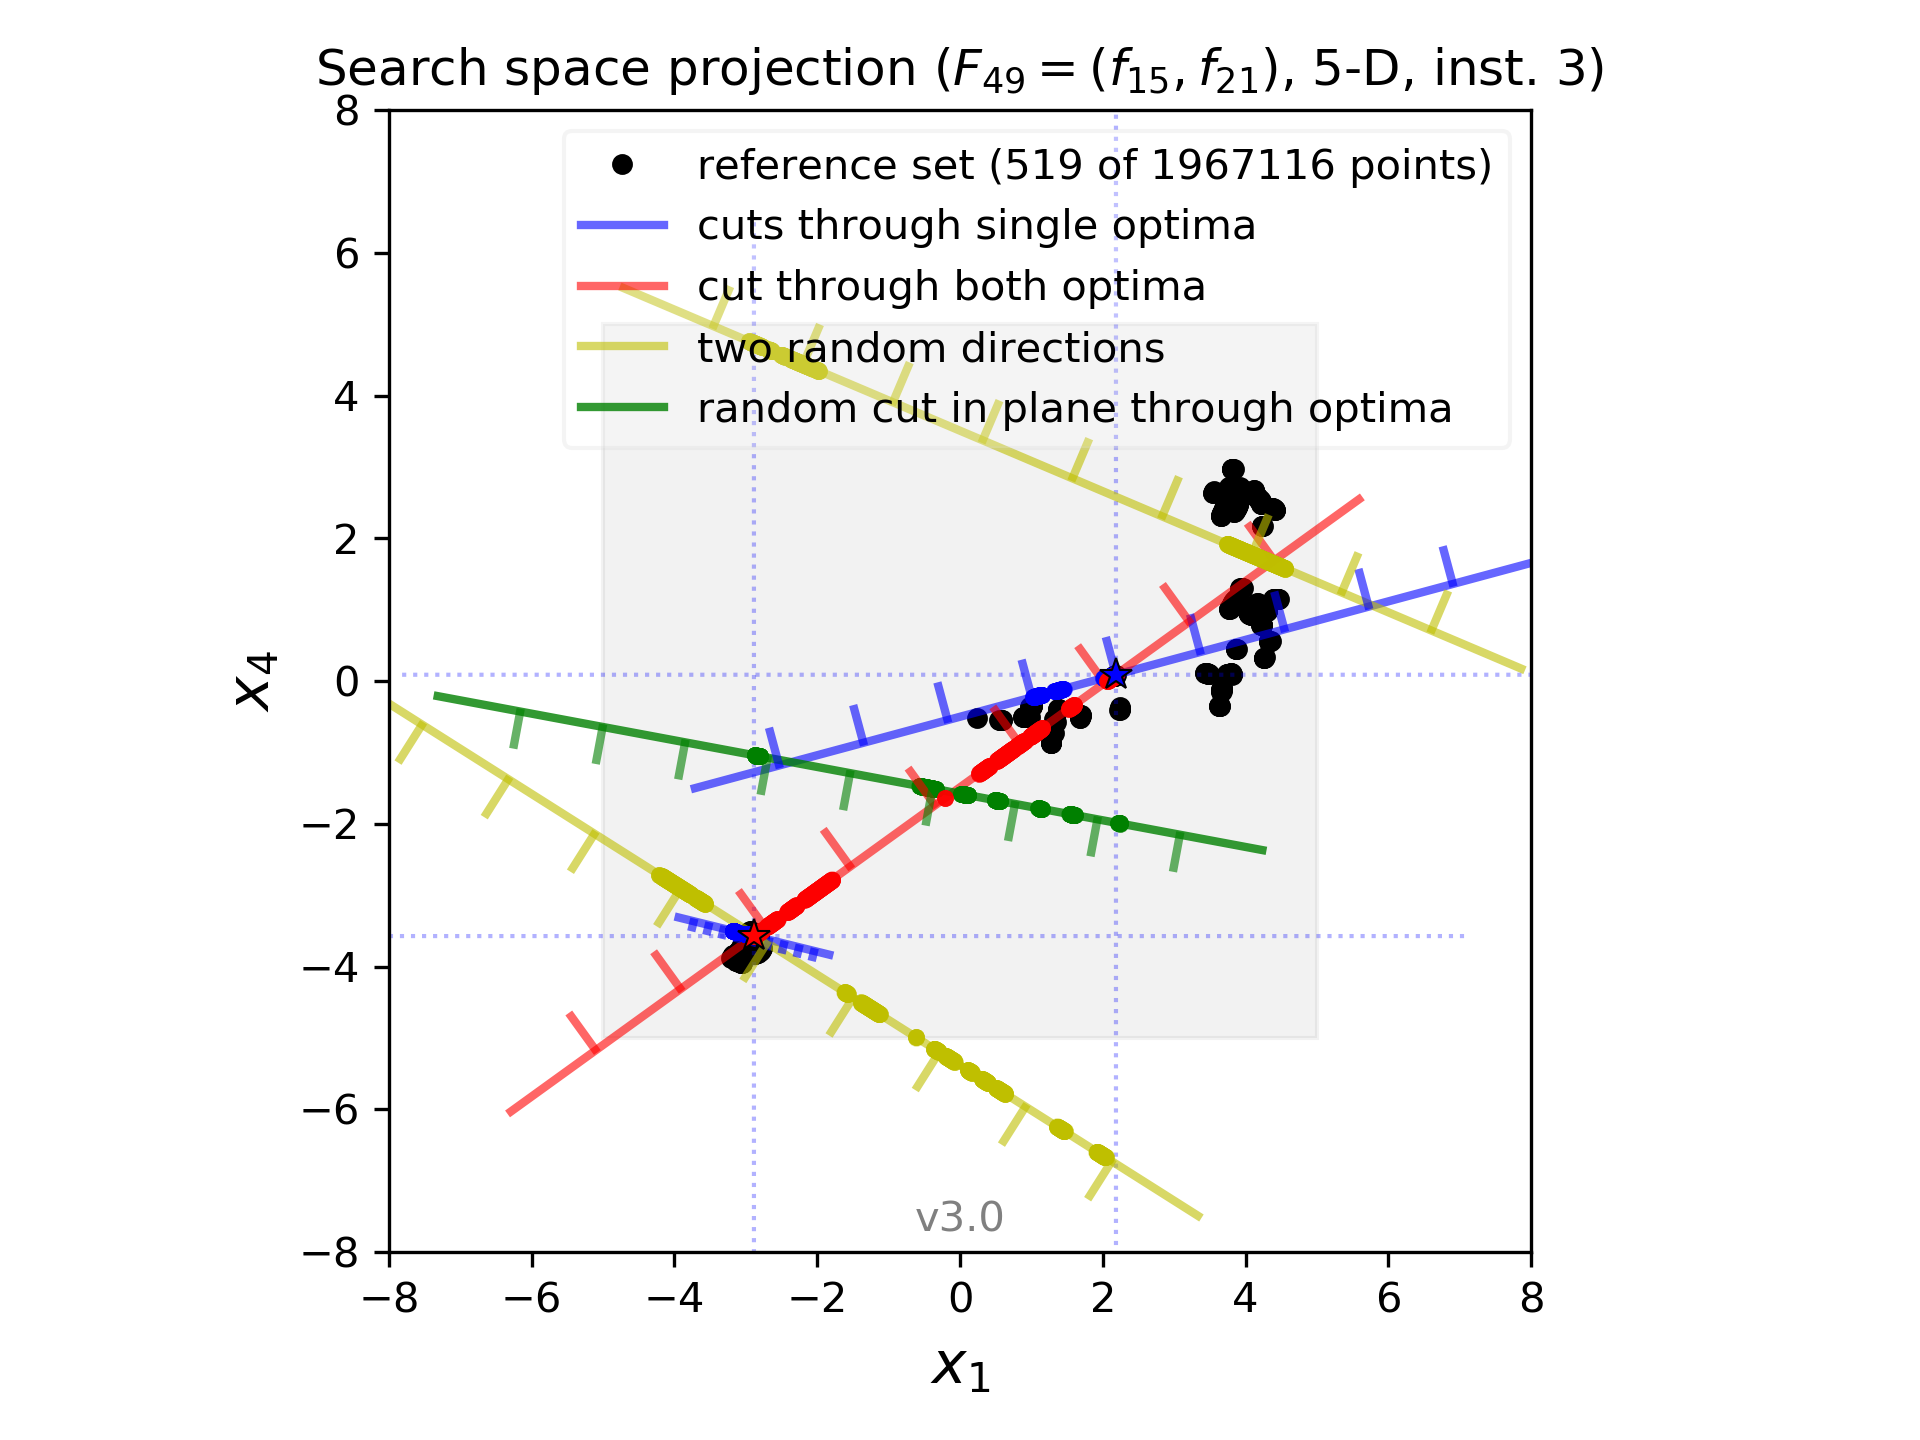 Search space projection (F₄₉ = (f₁₅, f₂₁), 5-D, inst. 3)
8
reference set (519 of 1967116 points)
cuts through single optima
6
cut through both optima
two random directions
4
random cut in plane through optima
2
x₄
0
−2
−4
−6
v3.0
−8
−8 −6 −4 −2 0 2 4 6 8
x₁